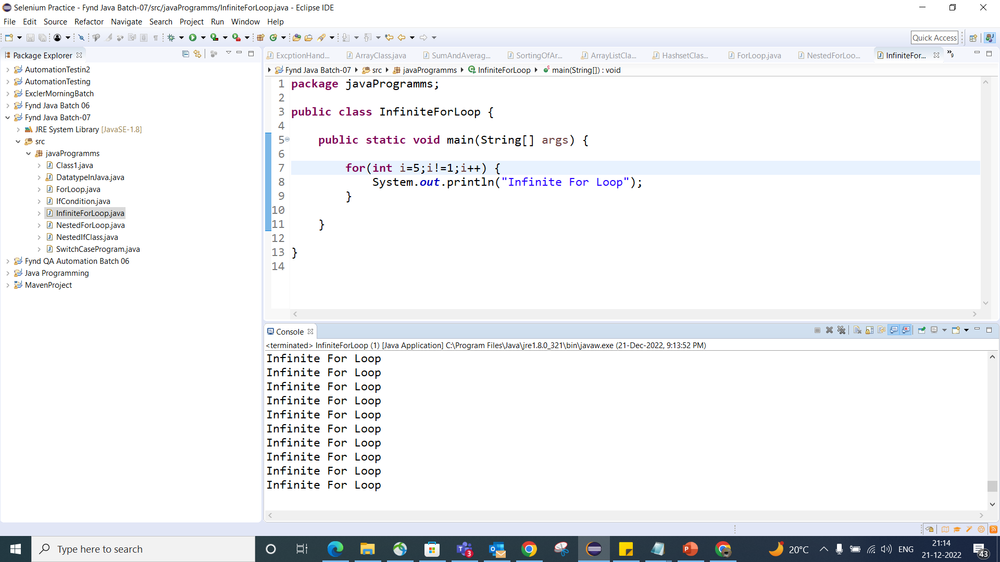 Selenium Practice - Fynd Java Batch-07/src/javaProgramms/InfiniteForLoop.java - Eclipse IDE
File Edit Source Refactor Navigate Search Project Run Window Help
Quick Access
Package Explorer
AutomationTestin2
AutomationTesting
ExclerMorningBatch
Fynd Java Batch 06
Fynd Java Batch-07
JRE System Library [JavaSE-1.8]
src
javaProgramms
Class1.java
DatatypeInJava.java
ForLoop.java
IfCondition.java
InfiniteForLoop.java
NestedForLoop.java
NestedIfClass.java
SwitchCaseProgram.java
Fynd QA Automation Batch 06
Java Programming
MavenProject
ExcptionHand... ArrayClass.java SumAndAverag... SortingOfAr... ArrayListCla... HashsetClas... ForLoop.java NestedForLoo... InfiniteFor... »9
Fynd Java Batch-07 src javaProgramms InfiniteForLoop main(String[]) : void
1 package javaProgramms;
2
3 public class InfiniteForLoop {
4
5 public static void main(String[] args) {
6
7 for(int i=5;i!=1;i++) {
8 System.out.println("Infinite For Loop");
9 }
10
11 }
12
13 }
14
Console
<terminated> InfiniteForLoop (1) [Java Application] C:\Program Files\Java\jre1.8.0_321\bin\javaw.exe (21-Dec-2022, 9:13:52 PM)
Infinite For Loop
Infinite For Loop
Infinite For Loop
Infinite For Loop
Infinite For Loop
Infinite For Loop
Infinite For Loop
Infinite For Loop
Infinite For Loop
Infinite For Loop
Type here to search
3
20°C
ENG
21:14
21-12-2022
43